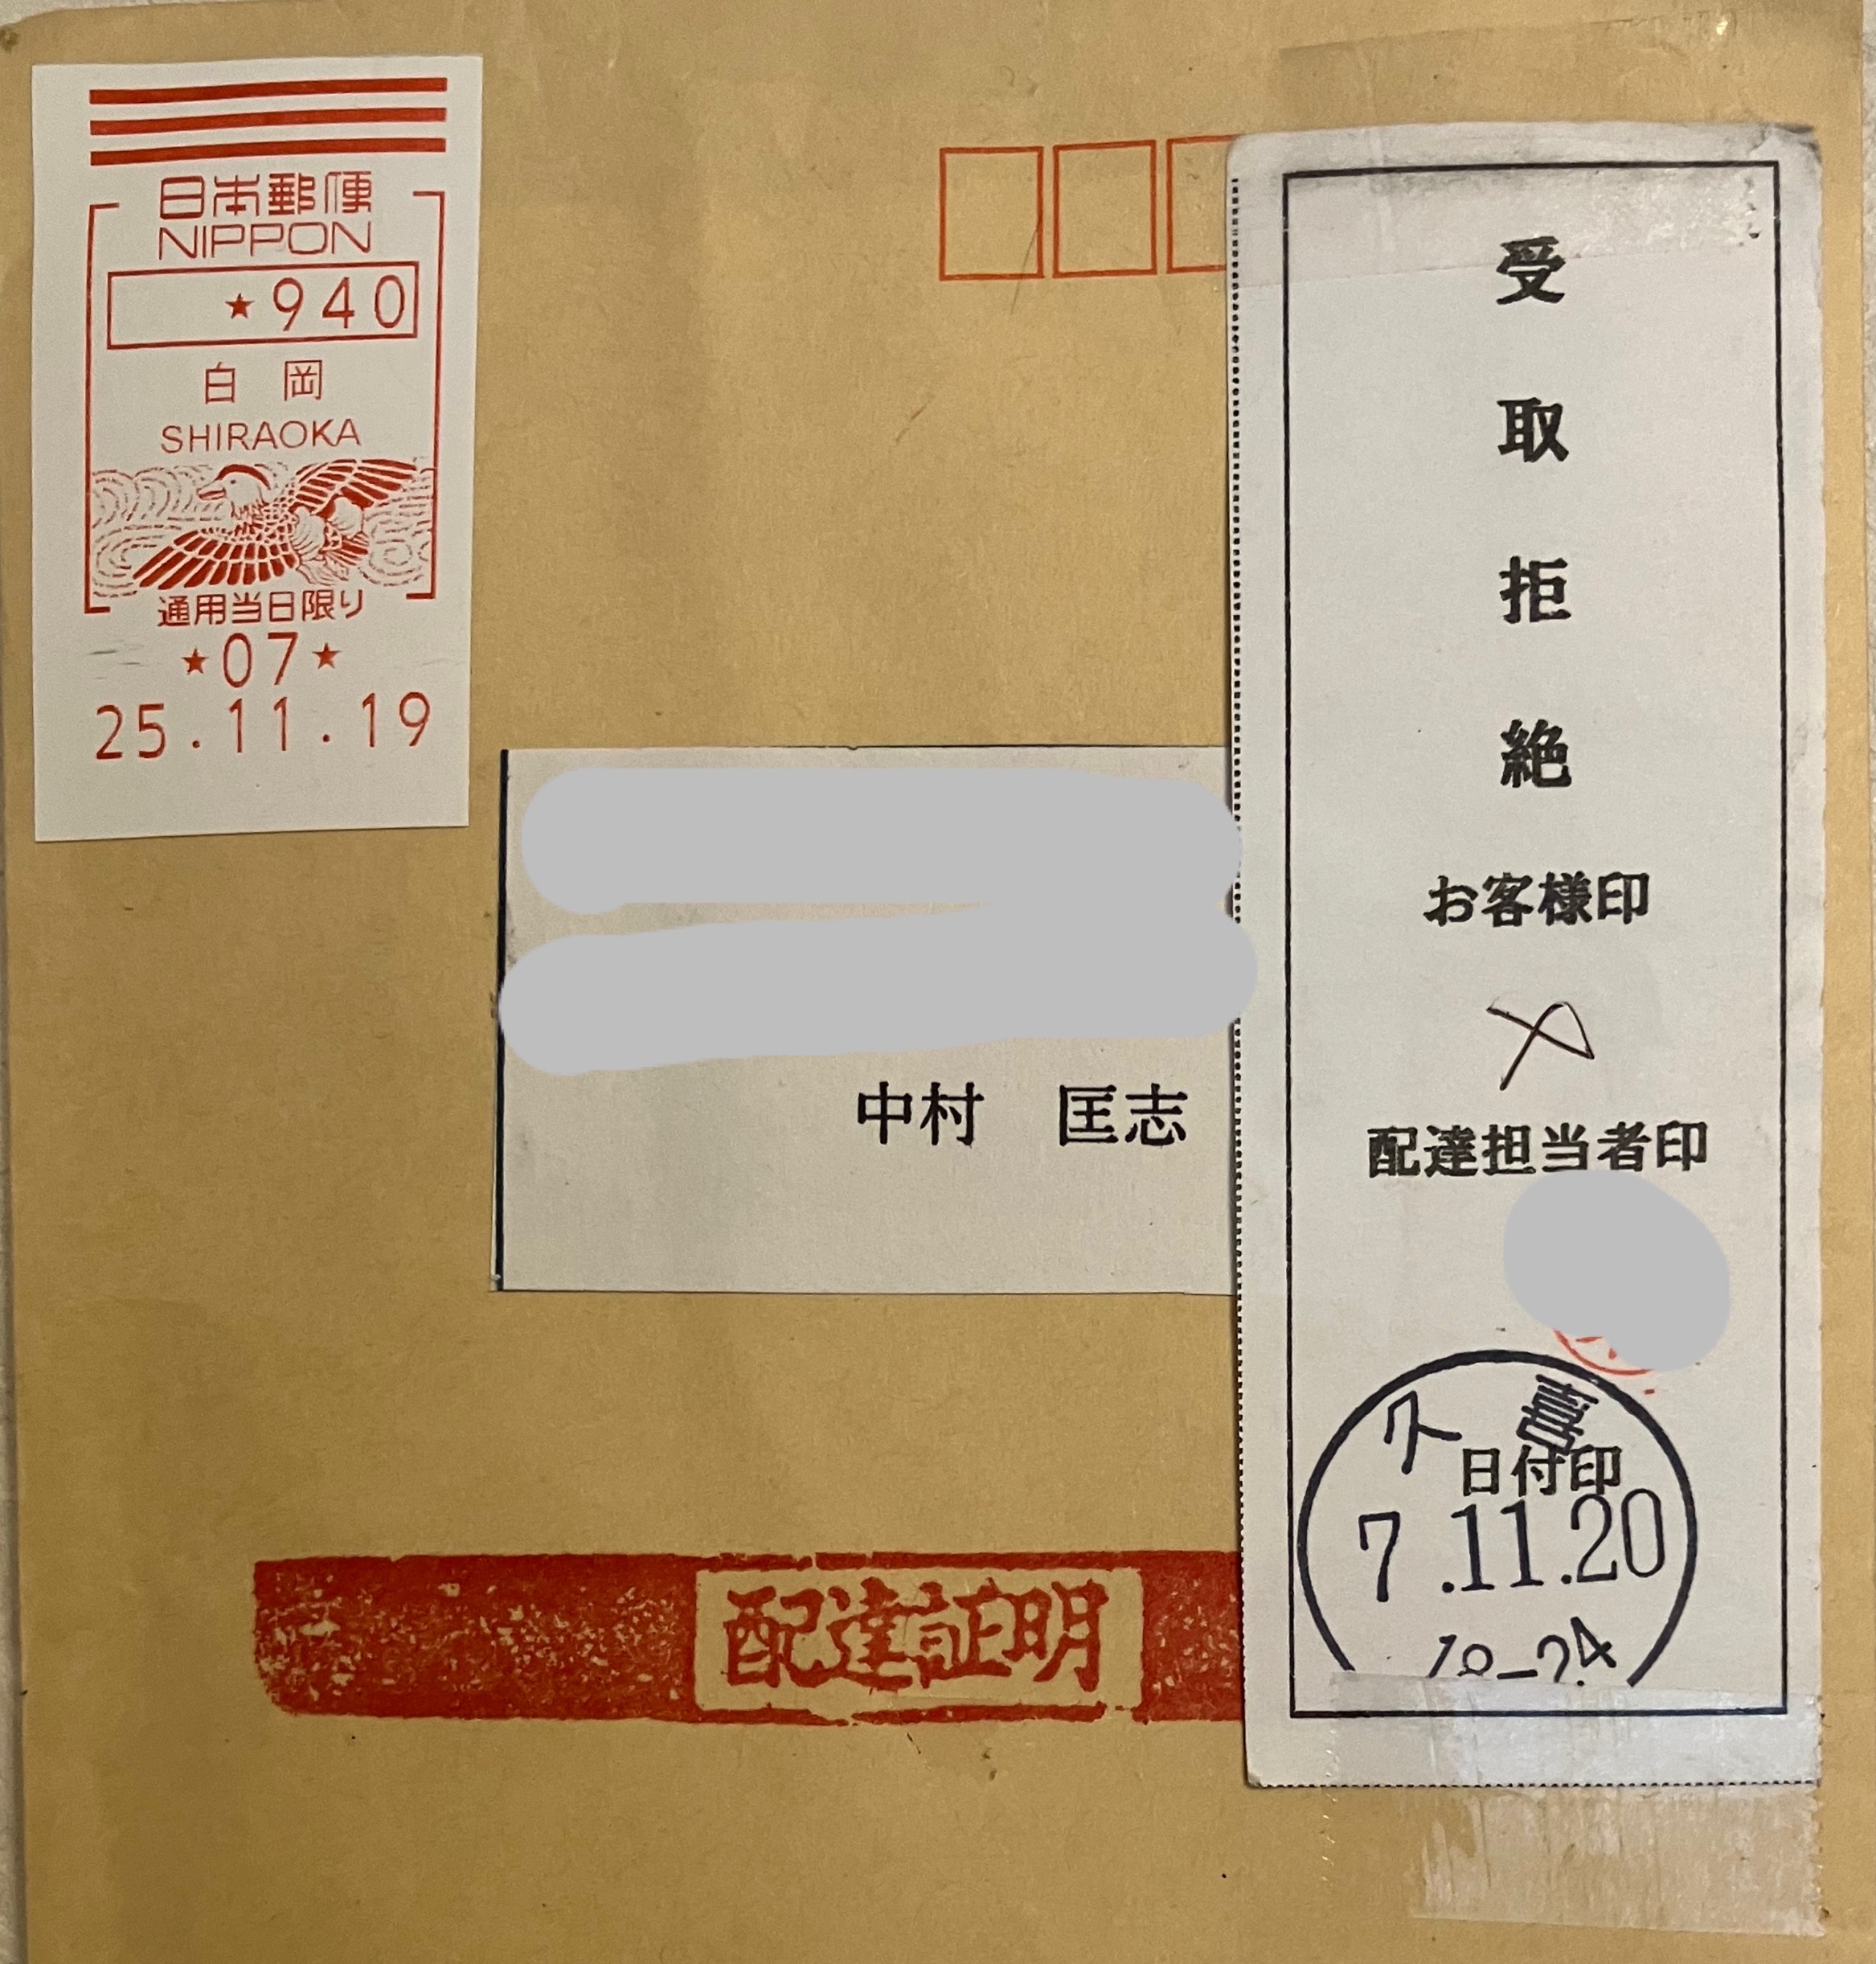 日本郵便
NIPPON
★940
白岡
SHIRAOKA
通用当日限り
★07★
25.11.19
中村 匡志
配達証明
受取拒絶
お客様印
配達担当者印
久喜
日付印
7.11.20
18-24